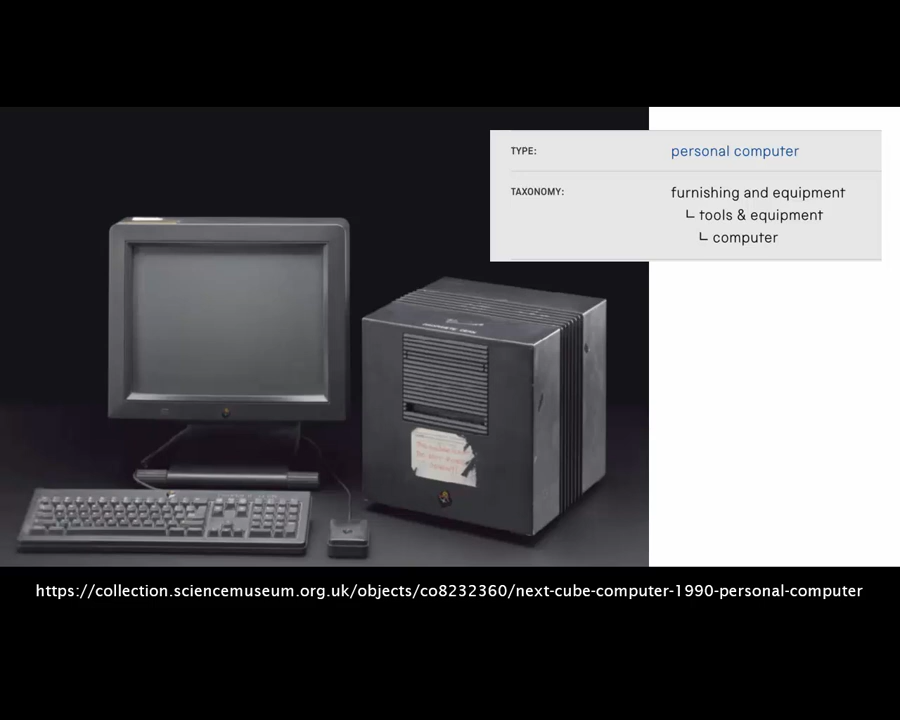 TYPE:
personal computer
TAXONOMY:
furnishing and equipment
tools & equipment
computer
https://collection.sciencemuseum.org.uk/objects/co8232360/next-cube-computer-1990-personal-computer